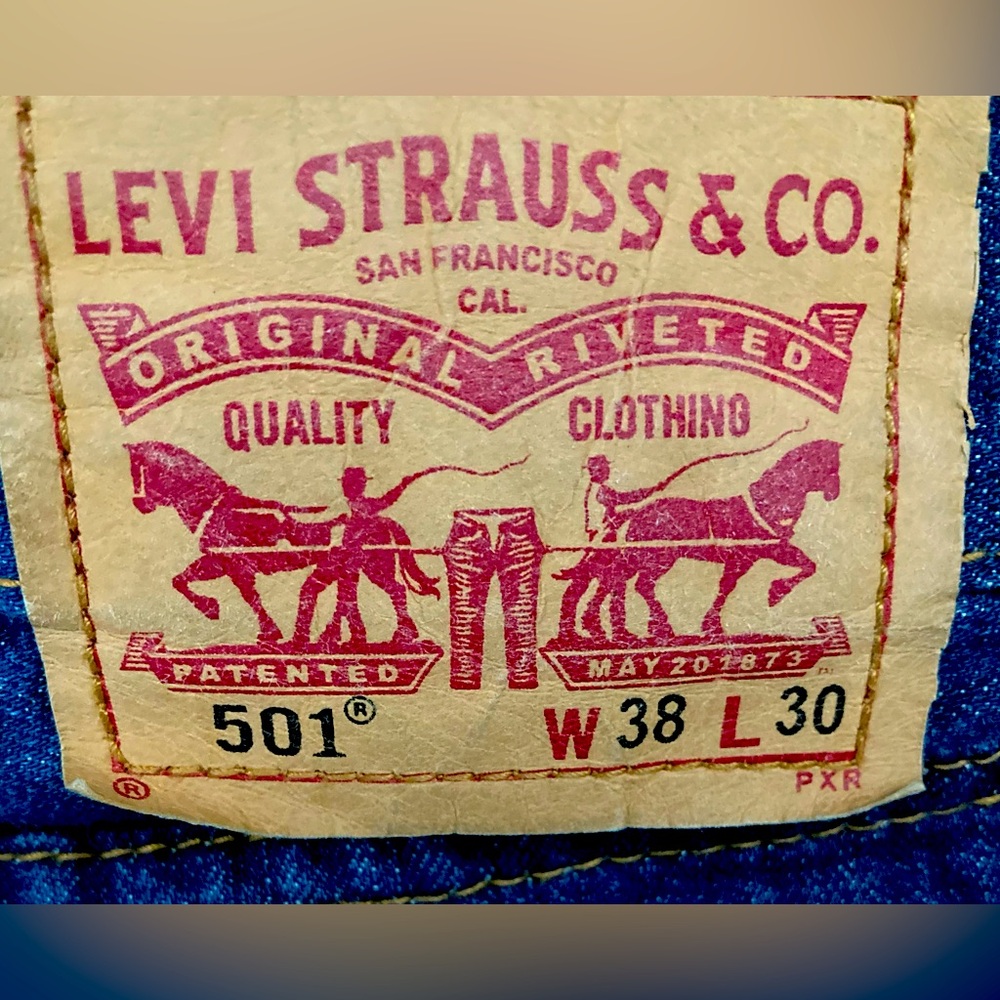 LEVI STRAUSS & CO.
SAN FRANCISCO
CAL.
ORIGINAL RIVETED
QUALITY CLOTHING
PATENTED MAY 20 1873
501® W 38 L 30
® PXR